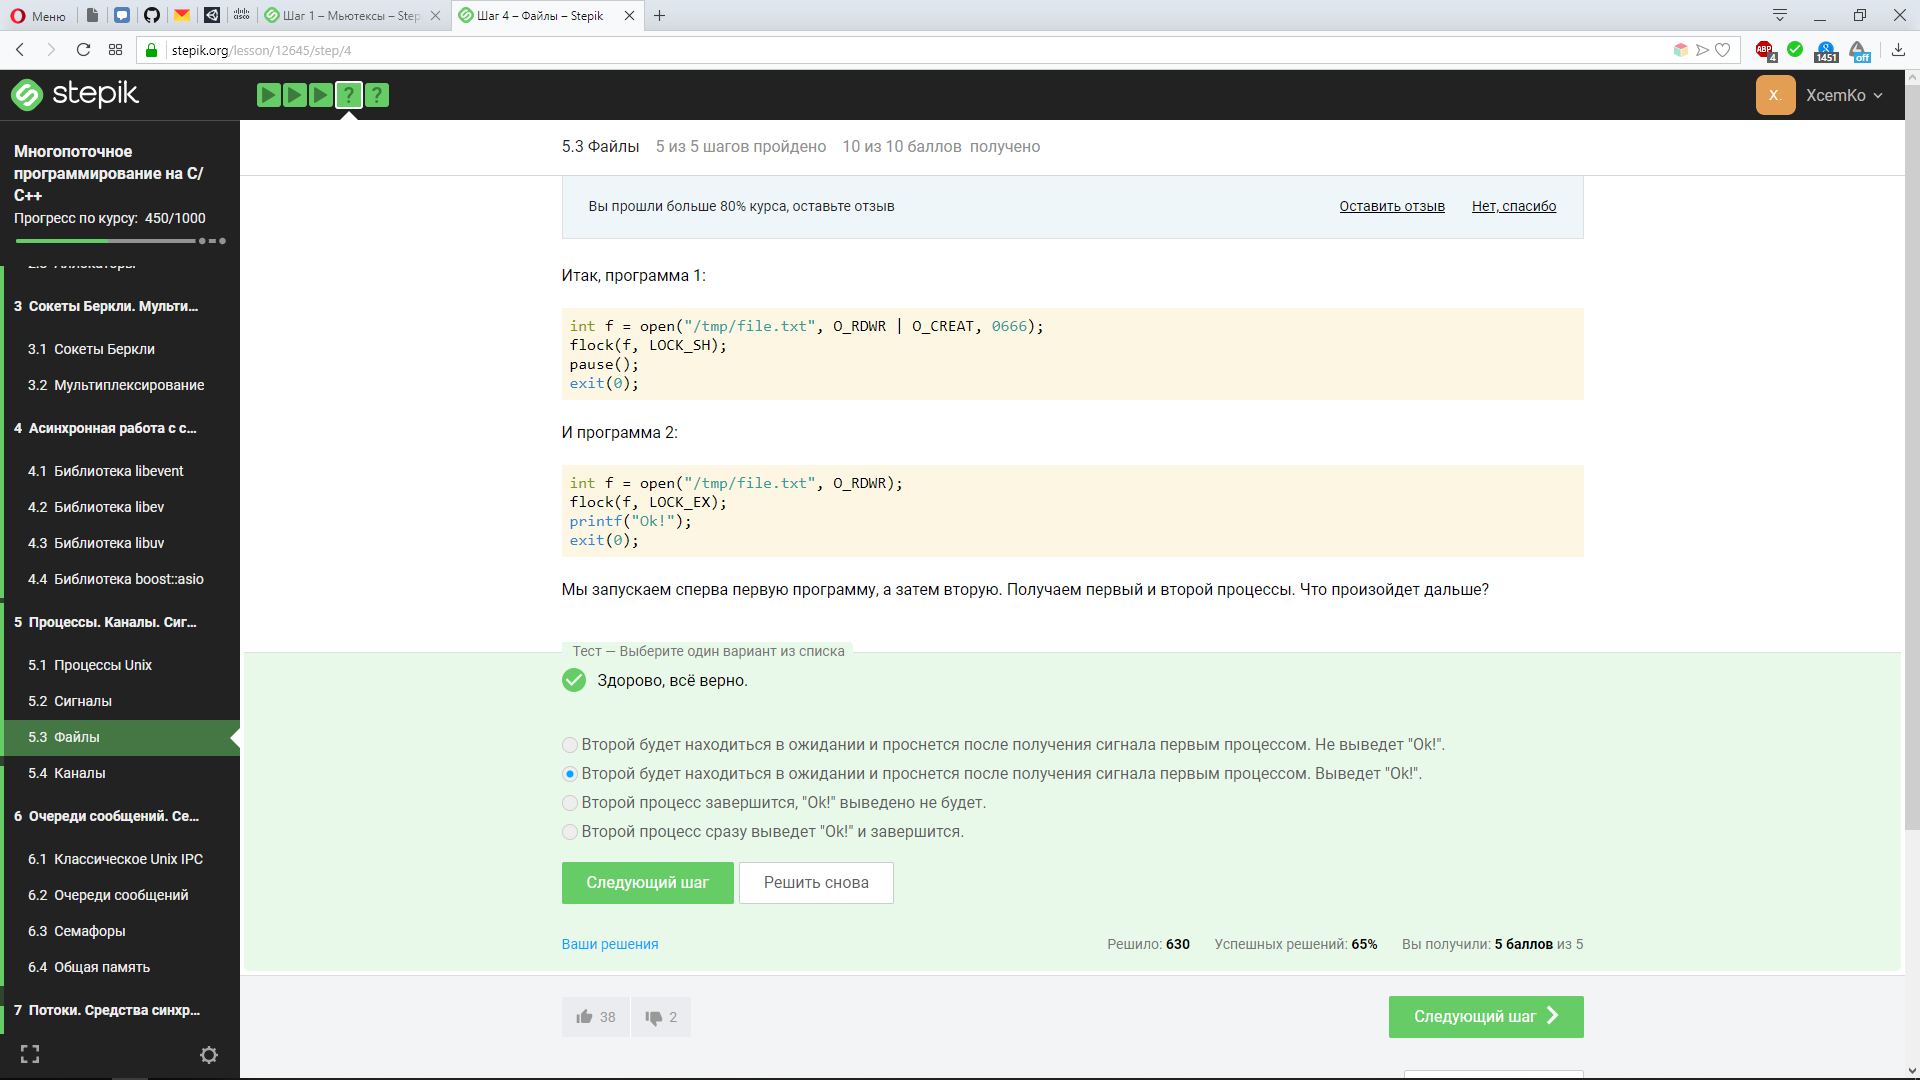 Меню
Шаг 1 – Мьютексы – Step
Шаг 4 – Файлы – Stepik
stepik.org/lesson/12645/step/4
ABP
4
1451
off
stepik
X.
XcemKo
Многопоточное
программирование на C/
C++
Прогресс по курсу: 450/1000
3 Сокеты Беркли. Мульти...
3.1 Сокеты Беркли
3.2 Мультиплексирование
4 Асинхронная работа с с...
4.1 Библиотека libevent
4.2 Библиотека libev
4.3 Библиотека libuv
4.4 Библиотека boost::asio
5 Процессы. Каналы. Сиг...
5.1 Процессы Unix
5.2 Сигналы
5.3 Файлы
5.4 Каналы
6 Очереди сообщений. Се...
6.1 Классическое Unix IPC
6.2 Очереди сообщений
6.3 Семафоры
6.4 Общая память
7 Потоки. Средства синхр...
5.3 Файлы 5 из 5 шагов пройдено 10 из 10 баллов получено
Вы прошли больше 80% курса, оставьте отзыв
Оставить отзыв
Нет, спасибо
Итак, программа 1:
int f = open("/tmp/file.txt", O_RDWR | O_CREAT, 0666);
flock(f, LOCK_SH);
pause();
exit(0);
И программа 2:
int f = open("/tmp/file.txt", O_RDWR);
flock(f, LOCK_EX);
printf("Ok!");
exit(0);
Мы запускаем сперва первую программу, а затем вторую. Получаем первый и второй процессы. Что произойдет дальше?
Тест — Выберите один вариант из списка
Здорово, всё верно.
Второй будет находиться в ожидании и проснется после получения сигнала первым процессом. Не выведет "Ok!".
Второй будет находиться в ожидании и проснется после получения сигнала первым процессом. Выведет "Ok!".
Второй процесс завершится, "Ok!" выведено не будет.
Второй процесс сразу выведет "Ok!" и завершится.
Следующий шаг
Решить снова
Ваши решения
Решило: 630 Успешных решений: 65% Вы получили: 5 баллов из 5
38
2
Следующий шаг